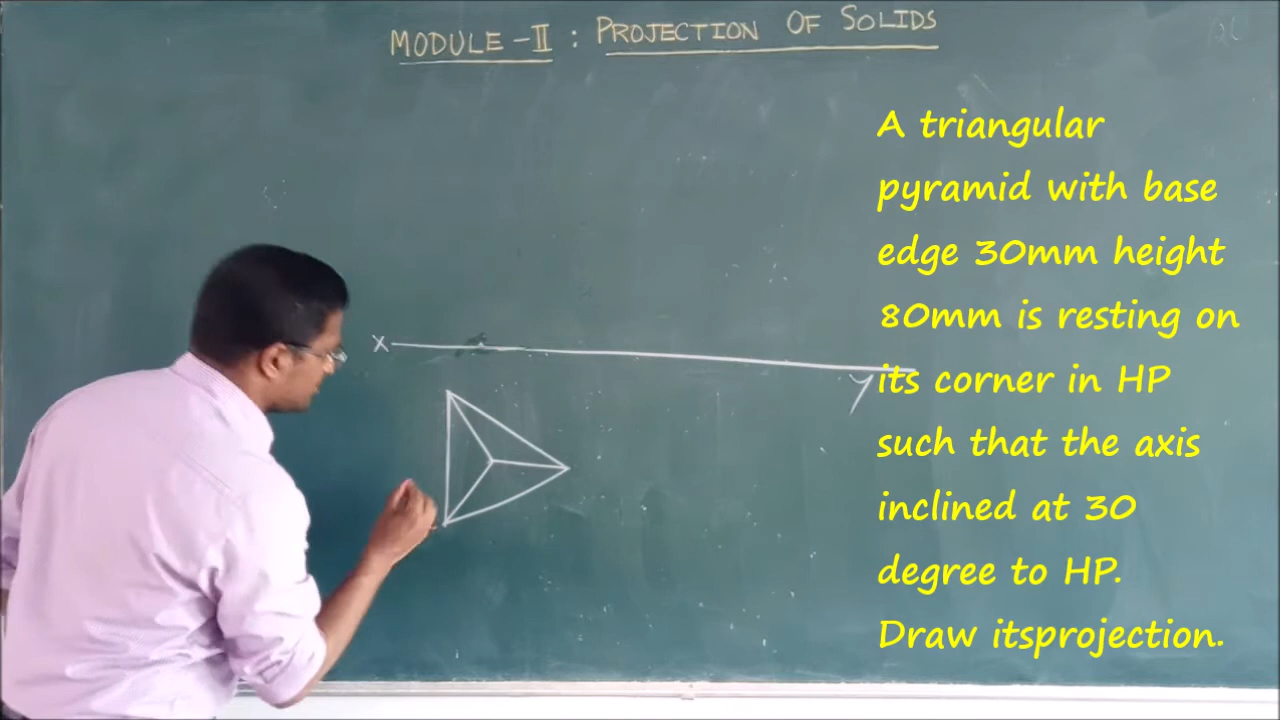 MODULE - II : PROJECTION OF SOLIDS
A triangular
pyramid with base
edge 30mm height
80mm is resting on
its corner in HP
such that the axis
inclined at 30
degree to HP.
Draw itsprojection.
X
Y